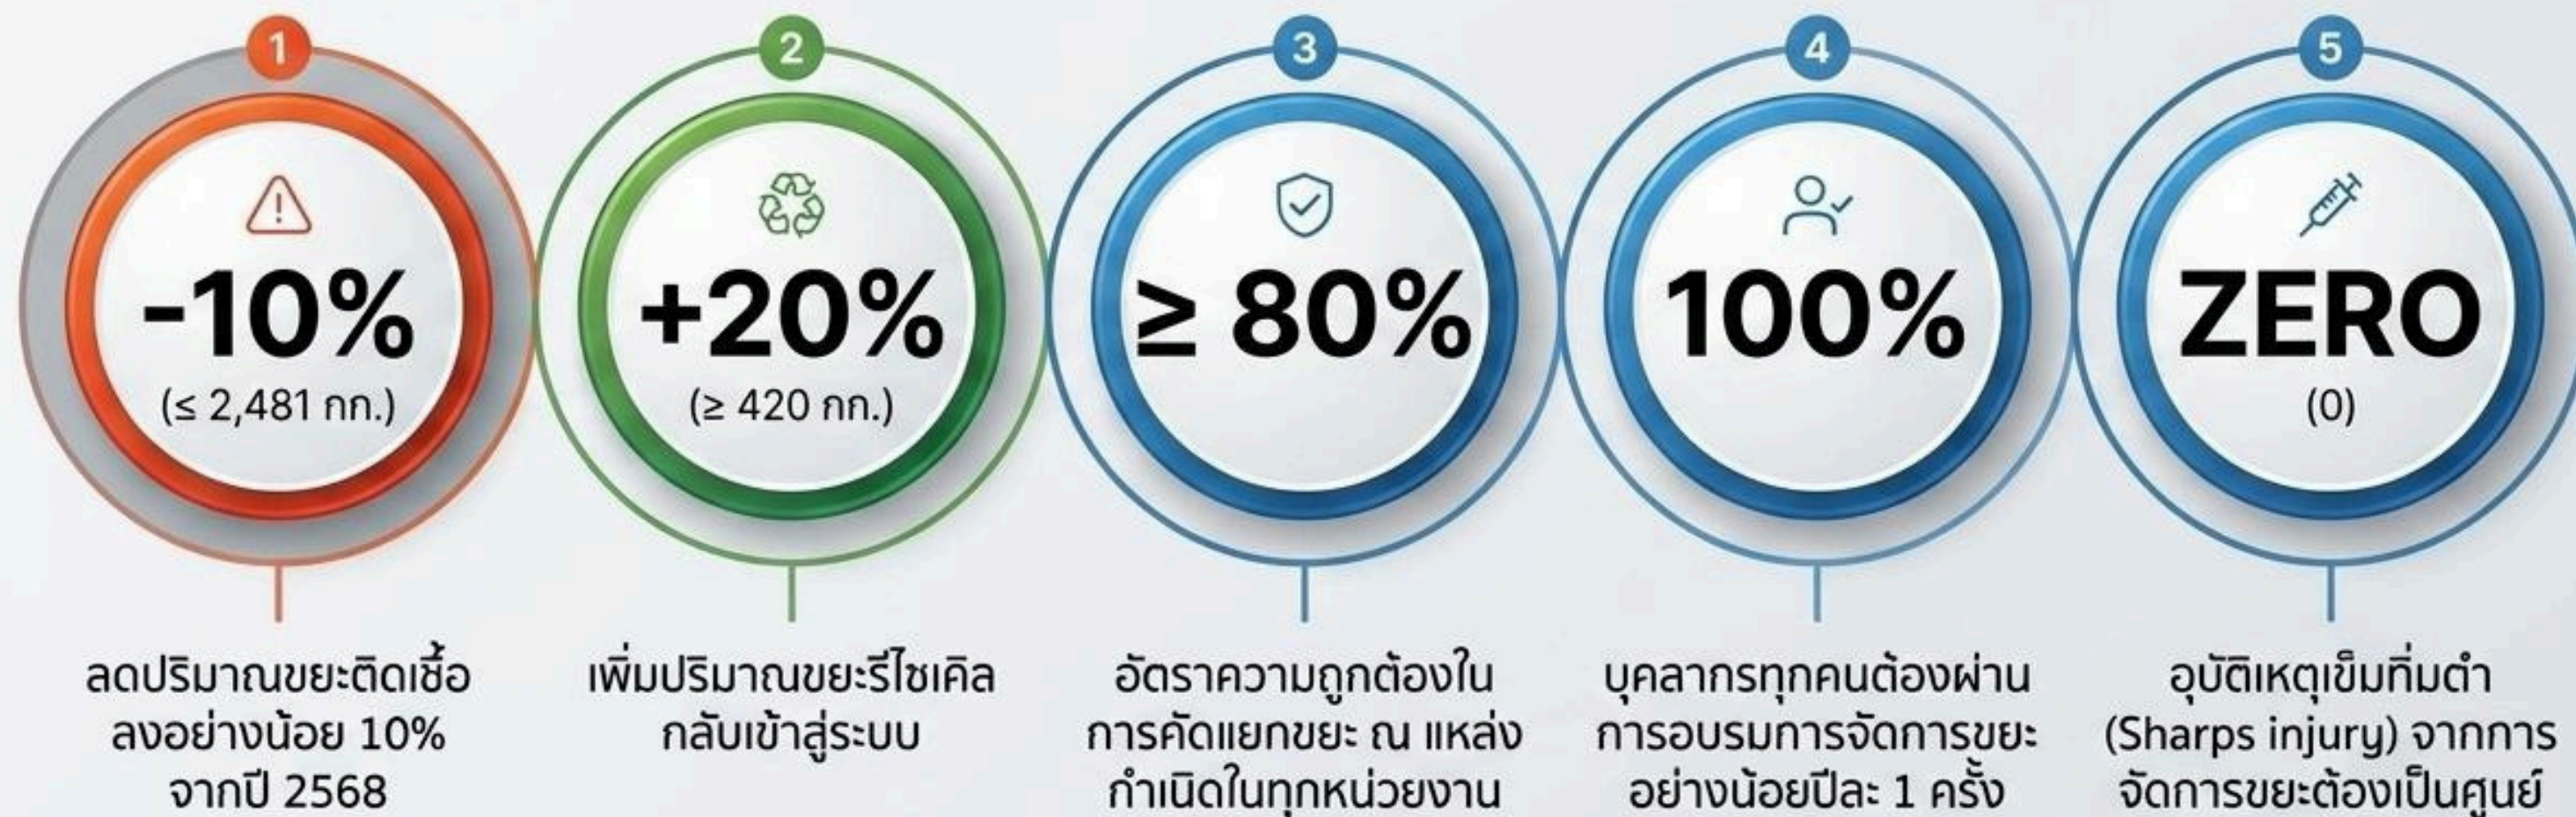 1
-10%
(≤ 2,481 กก.)
ลดปริมาณขยะติดเชื้อ
ลงอย่างน้อย 10%
จากปี 2568
2
+20%
(≥ 420 กก.)
เพิ่มปริมาณขยะรีไซเคิล
กลับเข้าสู่ระบบ
3
≥ 80%
อัตราความถูกต้องใน
การคัดแยกขยะ ณ แหล่ง
กำเนิดในทุกหน่วยงาน
4
100%
บุคลากรทุกคนต้องผ่าน
การอบรมการจัดการขยะ
อย่างน้อยปีละ 1 ครั้ง
5
ZERO
(0)
อุบัติเหตุเข็มทิ่มตำ
(Sharps injury) จากการ
จัดการขยะต้องเป็นศูนย์